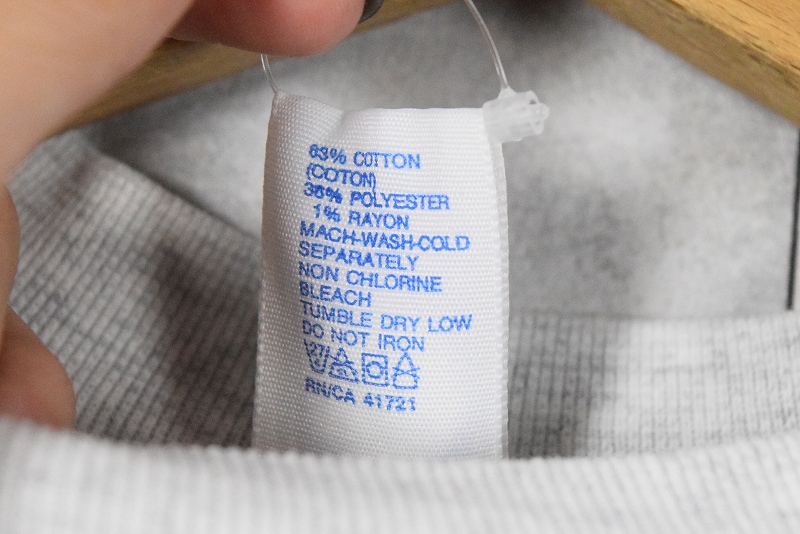 63% COTTON
(COTON)
36% POLYESTER
1% RAYON
MACH-WASH-COLD
SEPARATELY
NON CHLORINE
BLEACH
TUMBLE DRY LOW
DO NOT IRON
RN/CA 41721